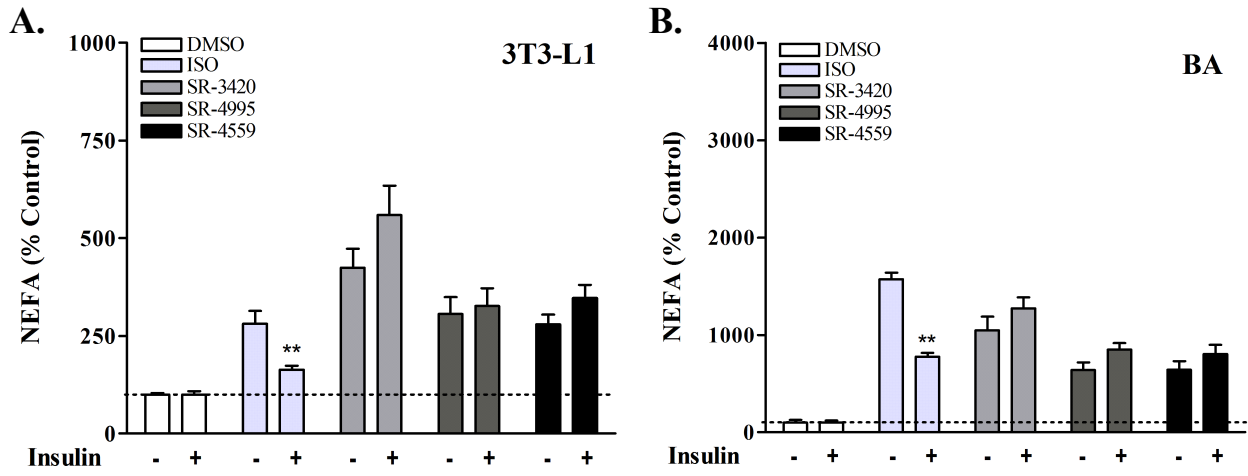 A.
3T3-L1
NEFA (% Control)
1000
750
500
250
0
DMSO
ISO
SR-3420
SR-4995
SR-4559
**
Insulin - + - + - + - + - +
B.
BA
NEFA (% Control)
4000
3000
2000
1000
0
DMSO
ISO
SR-3420
SR-4995
SR-4559
**
Insulin - + - + - + - + - +